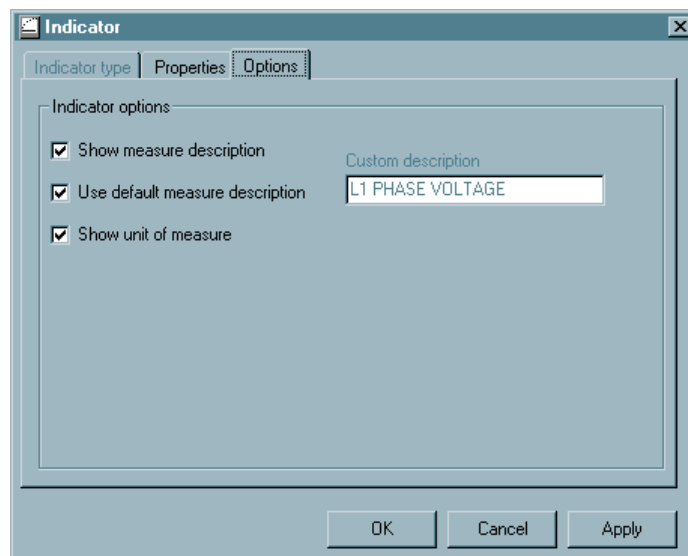 Indicator
Indicator type Properties Options
Indicator options
Show measure description
Custom description
Use default measure description
L1 PHASE VOLTAGE
Show unit of measure
OK Cancel Apply